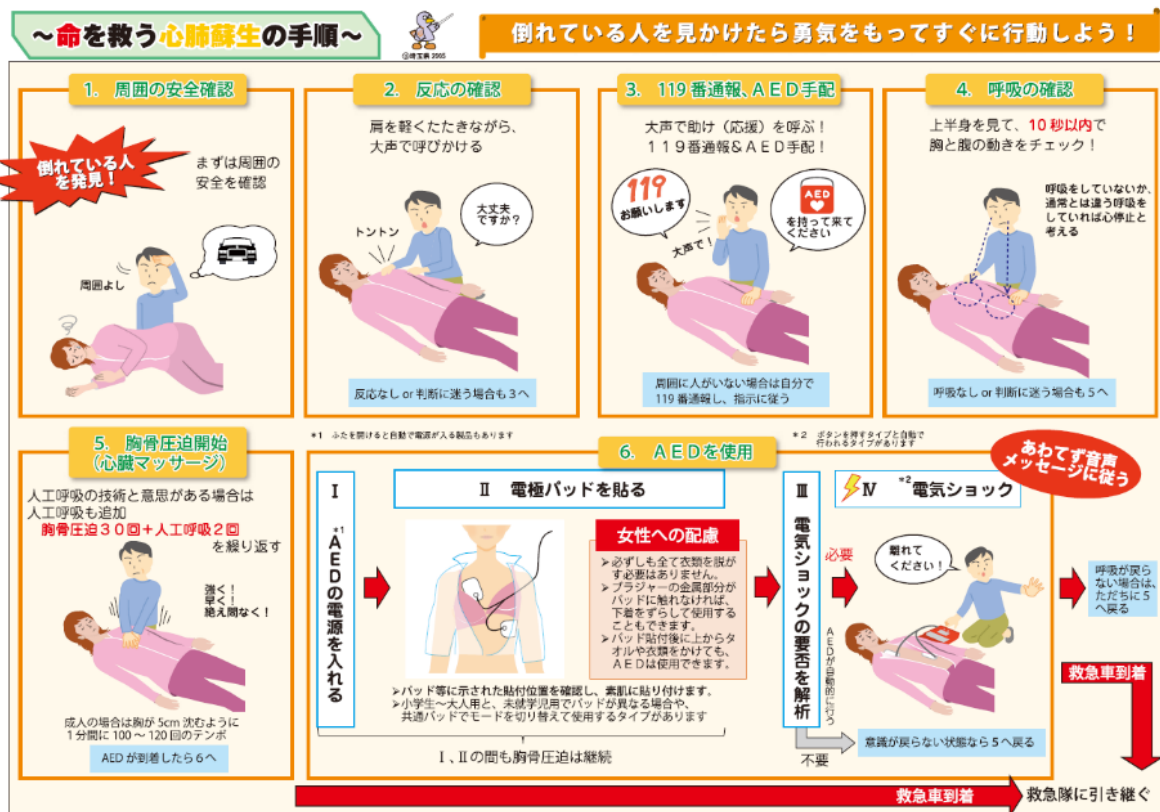 ～命を救う心肺蘇生の手順～
©埼玉県 2005
倒れている人を見かけたら勇気をもってすぐに行動しよう！
1. 周囲の安全確認
倒れている人
を発見！
まずは周囲の
安全を確認
周囲よし
2. 反応の確認
肩を軽くたたきながら、
大声で呼びかける
大丈夫
ですか？
トントン
反応なし or 判断に迷う場合も 3 へ
3. 119 番通報、ＡＥＤ手配
大声で助け（応援）を呼ぶ！
１１９番通報&ＡＥＤ手配！
119
お願いします
大声で！
AED
を持って来て
ください
周囲に人がいない場合は自分で
119 番通報し、指示に従う
4. 呼吸の確認
上半身を見て、10 秒以内で
胸と腹の動きをチェック！
呼吸をしていないか、
通常とは違う呼吸を
していれば心停止と
考える
呼吸なし or 判断に迷う場合も 5 へ
5. 胸骨圧迫開始
（心臓マッサージ）
人工呼吸の技術と意思がある場合は
人工呼吸も追加
胸骨圧迫３０回＋人工呼吸２回
を繰り返す
強く！
早く！
絶え間なく！
成人の場合は胸が 5cm 沈むように
1 分間に 100 ～ 120 回のテンポ
AED が到着したら 6 へ
*1 ふたを開けると自動で電源が入る製品もあります
*2 ボタンを押すタイプと自動で
行われるタイプがあります
6. ＡＥＤを使用
あわてず音声
メッセージに従う
Ⅰ *1 ＡＥＤの電源を入れる
Ⅱ 電極パッドを貼る
女性への配慮
➢必ずしも全て衣類を脱が
す必要はありません。
➢ブラジャーの金属部分が
パッドに触れなければ、
下着をずらして使用する
こともできます。
➢パッド貼付後に上からタ
オルや衣類をかけても、
ＡＥＤは使用できます。
➢パッド等に示された貼付位置を確認し、素肌に貼り付けます。
➢小学生～大人用と、未就学児用でパッドが異なる場合や、
共通パッドでモードを切り替えて使用するタイプがあります
Ⅰ、Ⅱの間も胸骨圧迫は継続
Ⅲ 電気ショックの要否を解析
ＡＥＤが自動的に行う
必要
不要
Ⅳ *2 電気ショック
離れて
ください！
意識が戻らない状態なら 5 へ戻る
呼吸が戻ら
ない場合は、
ただちに 5
へ戻る
救急車到着
救急車到着
救急隊に引き継ぐ